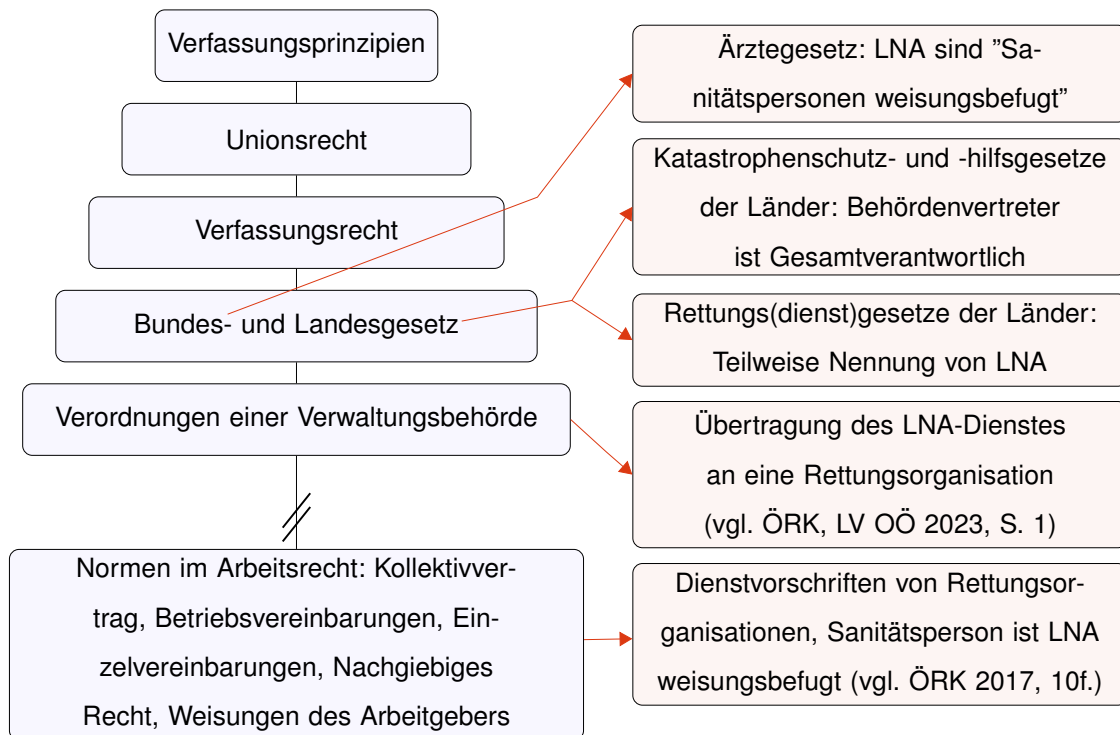 Verfassungsprinzipien
Unionsrecht
Verfassungsrecht
Bundes- und Landesgesetz
Verordnungen einer Verwaltungsbehörde
Normen im Arbeitsrecht: Kollektivver-
trag, Betriebsvereinbarungen, Ein-
zelvereinbarungen, Nachgiebiges
Recht, Weisungen des Arbeitgebers
Ärztegesetz: LNA sind ”Sa-
nitätspersonen weisungsbefugt”
Katastrophenschutz- und -hilfsgesetze
der Länder: Behördenvertreter
ist Gesamtverantwortlich
Rettungs(dienst)gesetze der Länder:
Teilweise Nennung von LNA
Übertragung des LNA-Dienstes
an eine Rettungsorganisation
(vgl. ÖRK, LV OÖ 2023, S. 1)
Dienstvorschriften von Rettungsor-
ganisationen, Sanitätsperson ist LNA
weisungsbefugt (vgl. ÖRK 2017, 10f.)